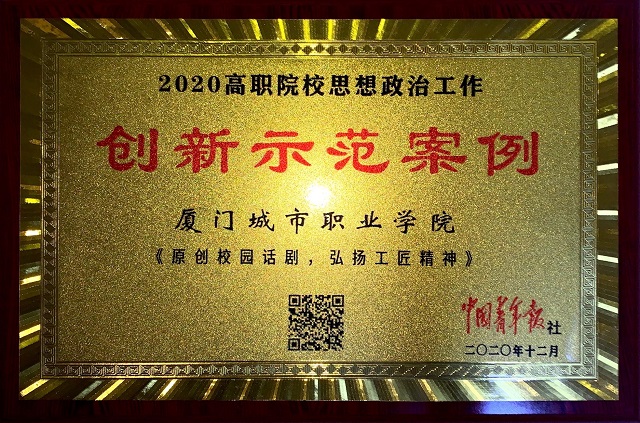 2020高职院校思想政治工作
创新示范案例
厦门城市职业学院
《原创校园话剧，弘扬工匠精神》
中国青年报社
二〇二〇年十二月